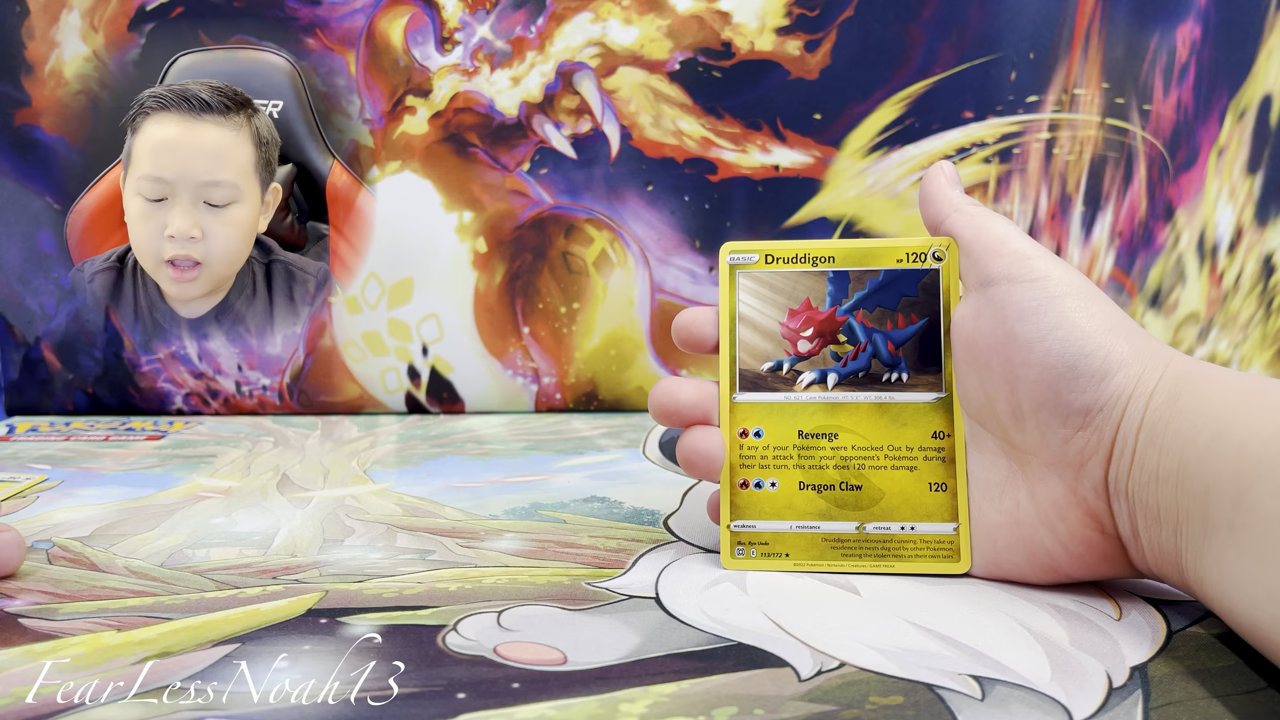 BASIC Druddigon HP 120
NO. 621 Cave Pokémon HT: 5'3" WT: 306.4 lbs.
Revenge 40+
If any of your Pokémon were Knocked Out by damage
from an attack from your opponent's Pokémon during
their last turn, this attack does 120 more damage.
Dragon Claw 120
weakness resistance retreat
Illus. Ryo Ueda
Druddigon are vicious and cunning. They take up
residence in nests dug out by other Pokémon,
treating the stolen nests as their own lairs.
113/172 ★
©2022 Pokémon / Nintendo / Creatures / GAME FREAK
Pokémon
TRADING CARD GAME
FearLessNoah13